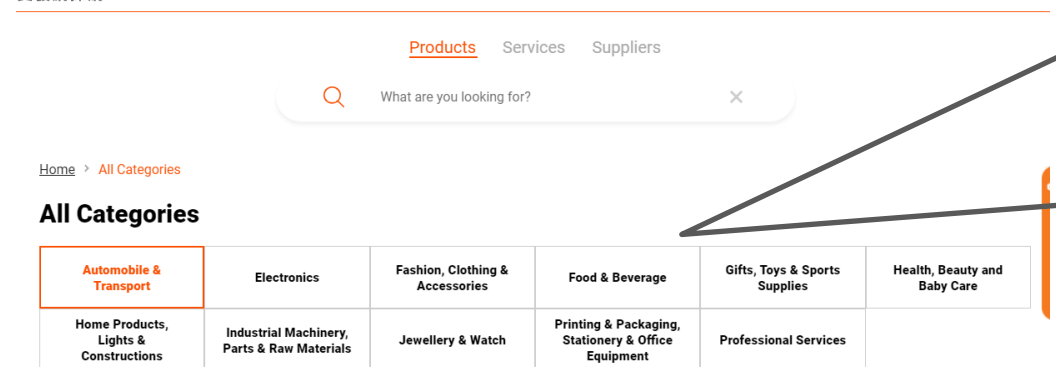 Products Services Suppliers
What are you looking for?
Home > All Categories
All Categories
Automobile &
Transport
Electronics
Fashion, Clothing &
Accessories
Food & Beverage
Gifts, Toys & Sports
Supplies
Health, Beauty and
Baby Care
Home Products,
Lights &
Constructions
Industrial Machinery,
Parts & Raw Materials
Jewellery & Watch
Printing & Packaging,
Stationery & Office
Equipment
Professional Services